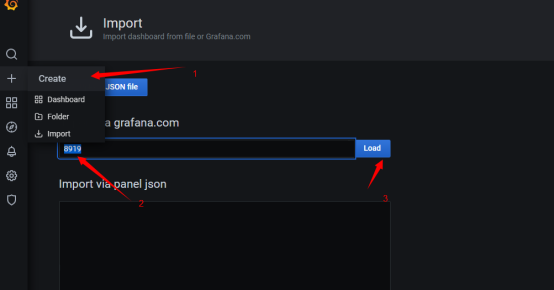 Import
Import dashboard from file or Grafana.com
Create
1
Dashboard
JSON file
Folder
a grafana.com
Import
8919
Load
Import via panel json
2
3